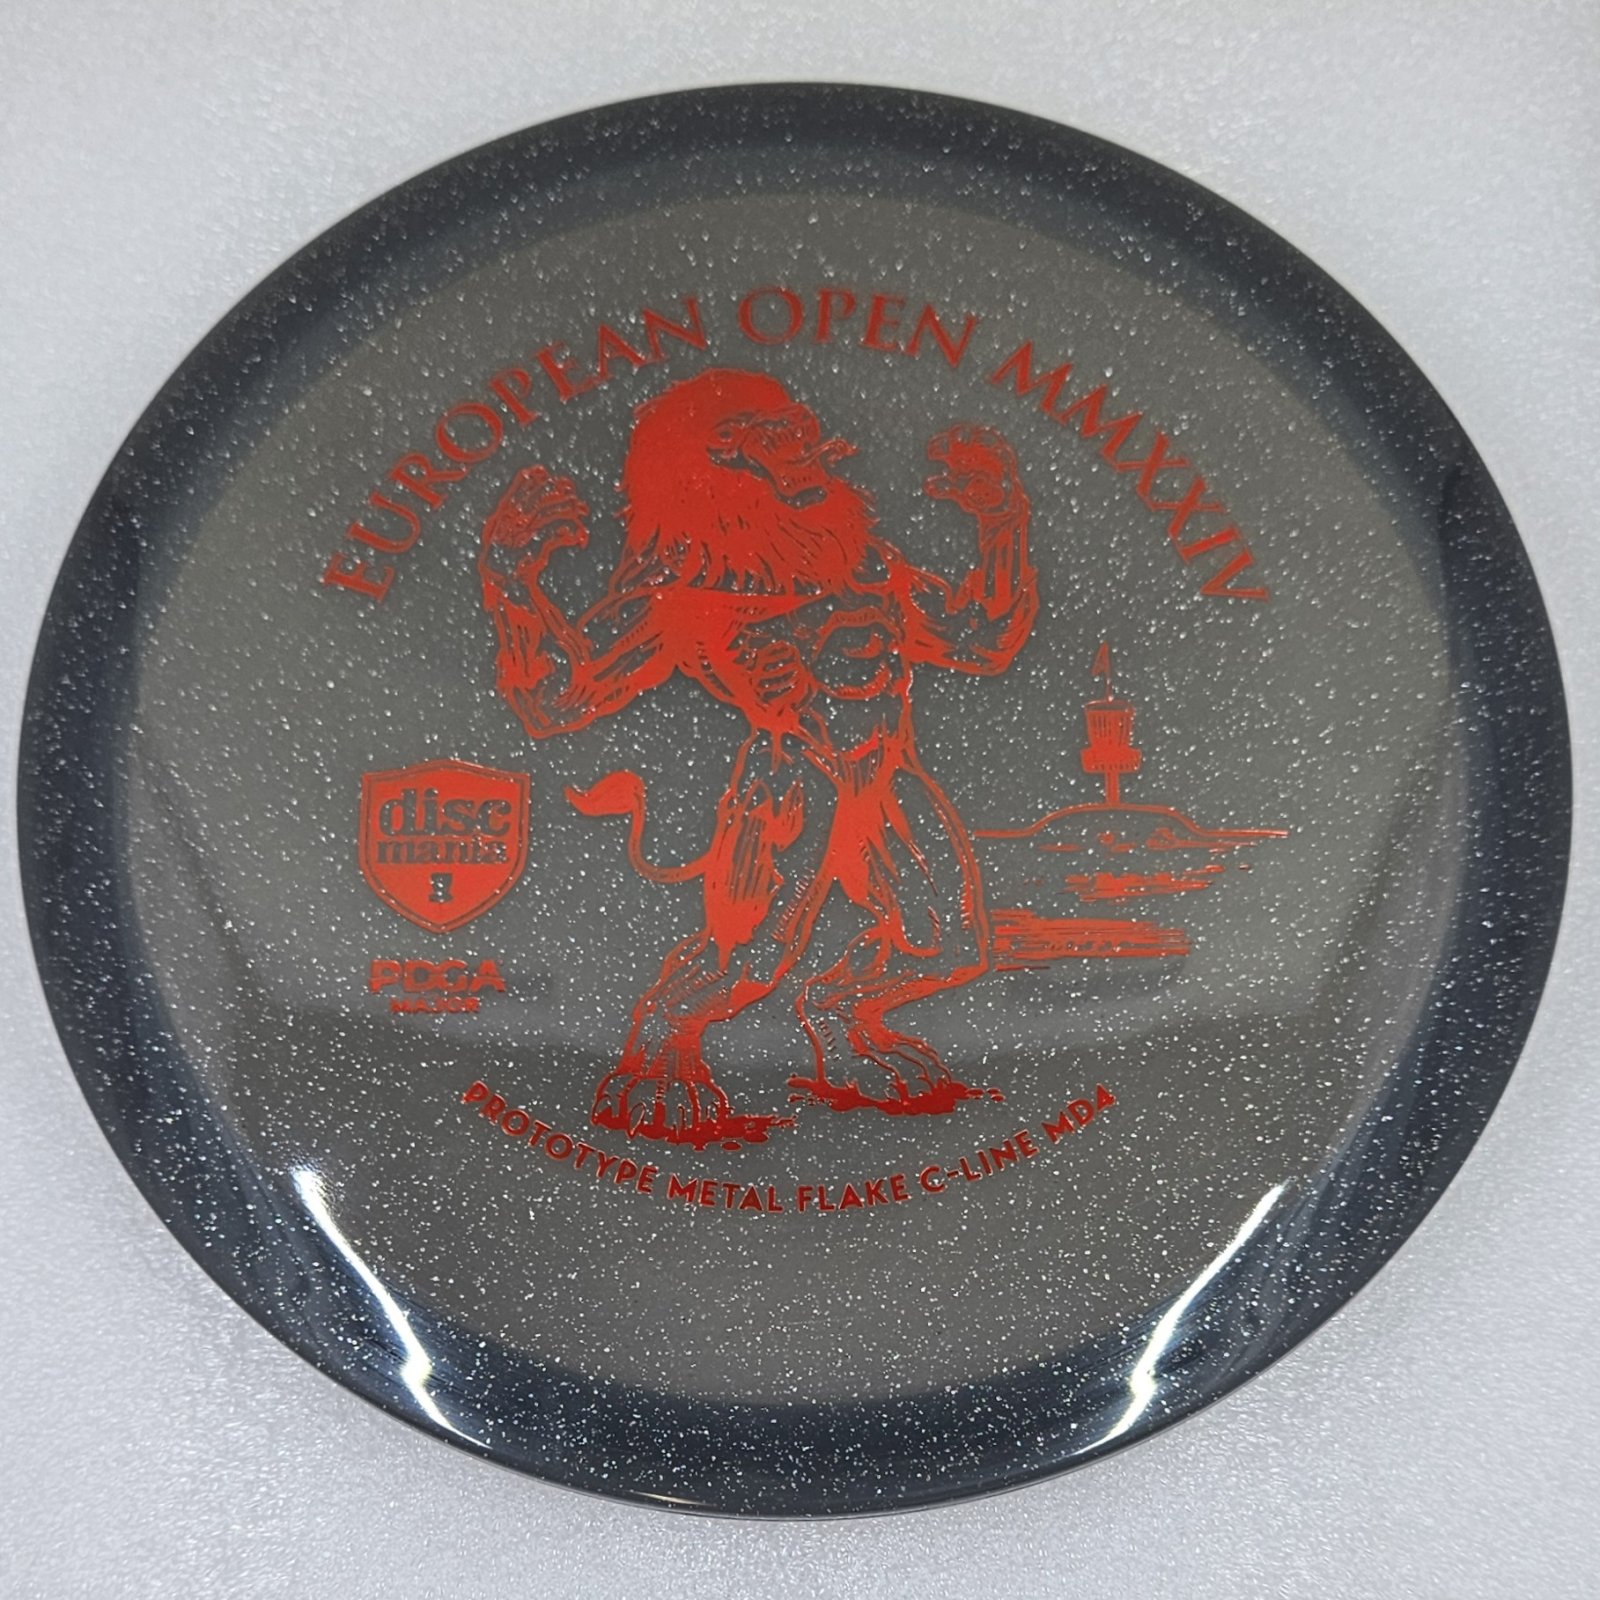 EUROPEAN OPEN MMXXIV
disc
mania
PDGA
MAJOR
PROTOTYPE METAL FLAKE C-LINE MD4